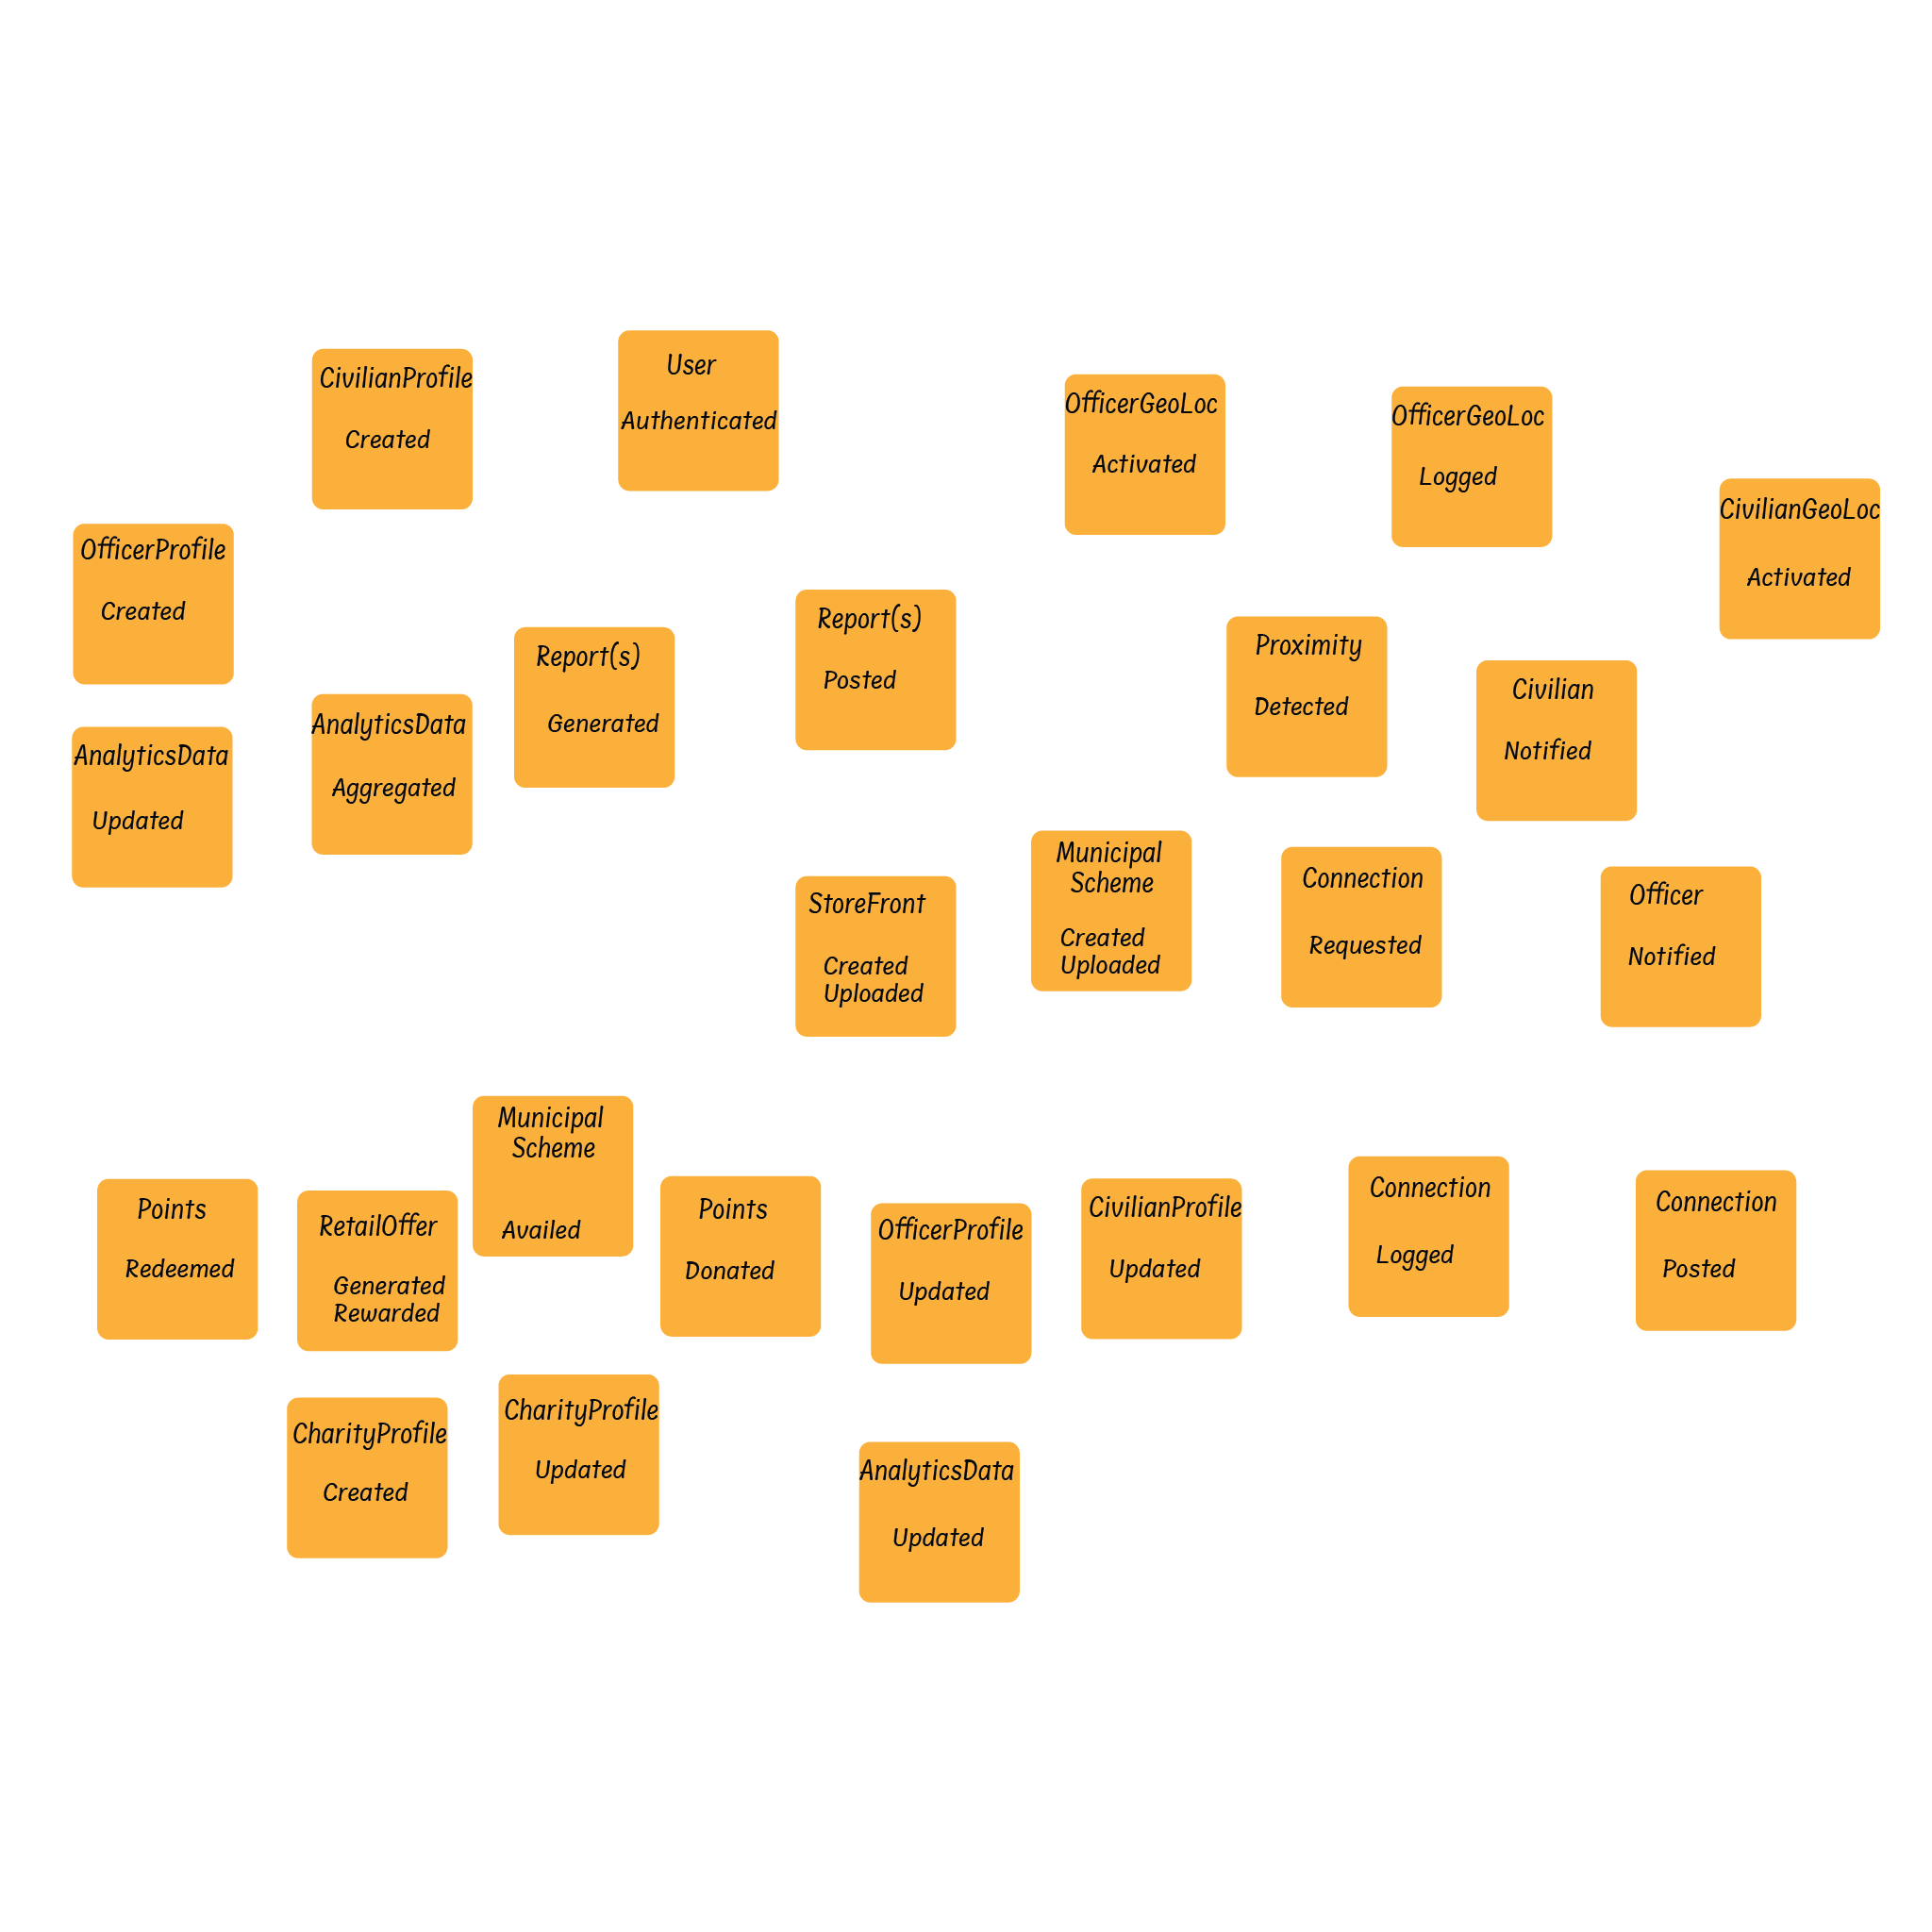 CivilianProfile
Created
User
Authenticated
OfficerGeoLoc
Activated
OfficerGeoLoc
Logged
CivilianGeoLoc
Activated
OfficerProfile
Created
Report(s)
Generated
Report(s)
Posted
Proximity
Detected
Civilian
Notified
AnalyticsData
Updated
AnalyticsData
Aggregated
StoreFront
Created
Uploaded
Municipal
Scheme
Created
Uploaded
Connection
Requested
Officer
Notified
Points
Redeemed
RetailOffer
Generated
Rewarded
Municipal
Scheme
Availed
Points
Donated
OfficerProfile
Updated
CivilianProfile
Updated
Connection
Logged
Connection
Posted
CharityProfile
Created
CharityProfile
Updated
AnalyticsData
Updated